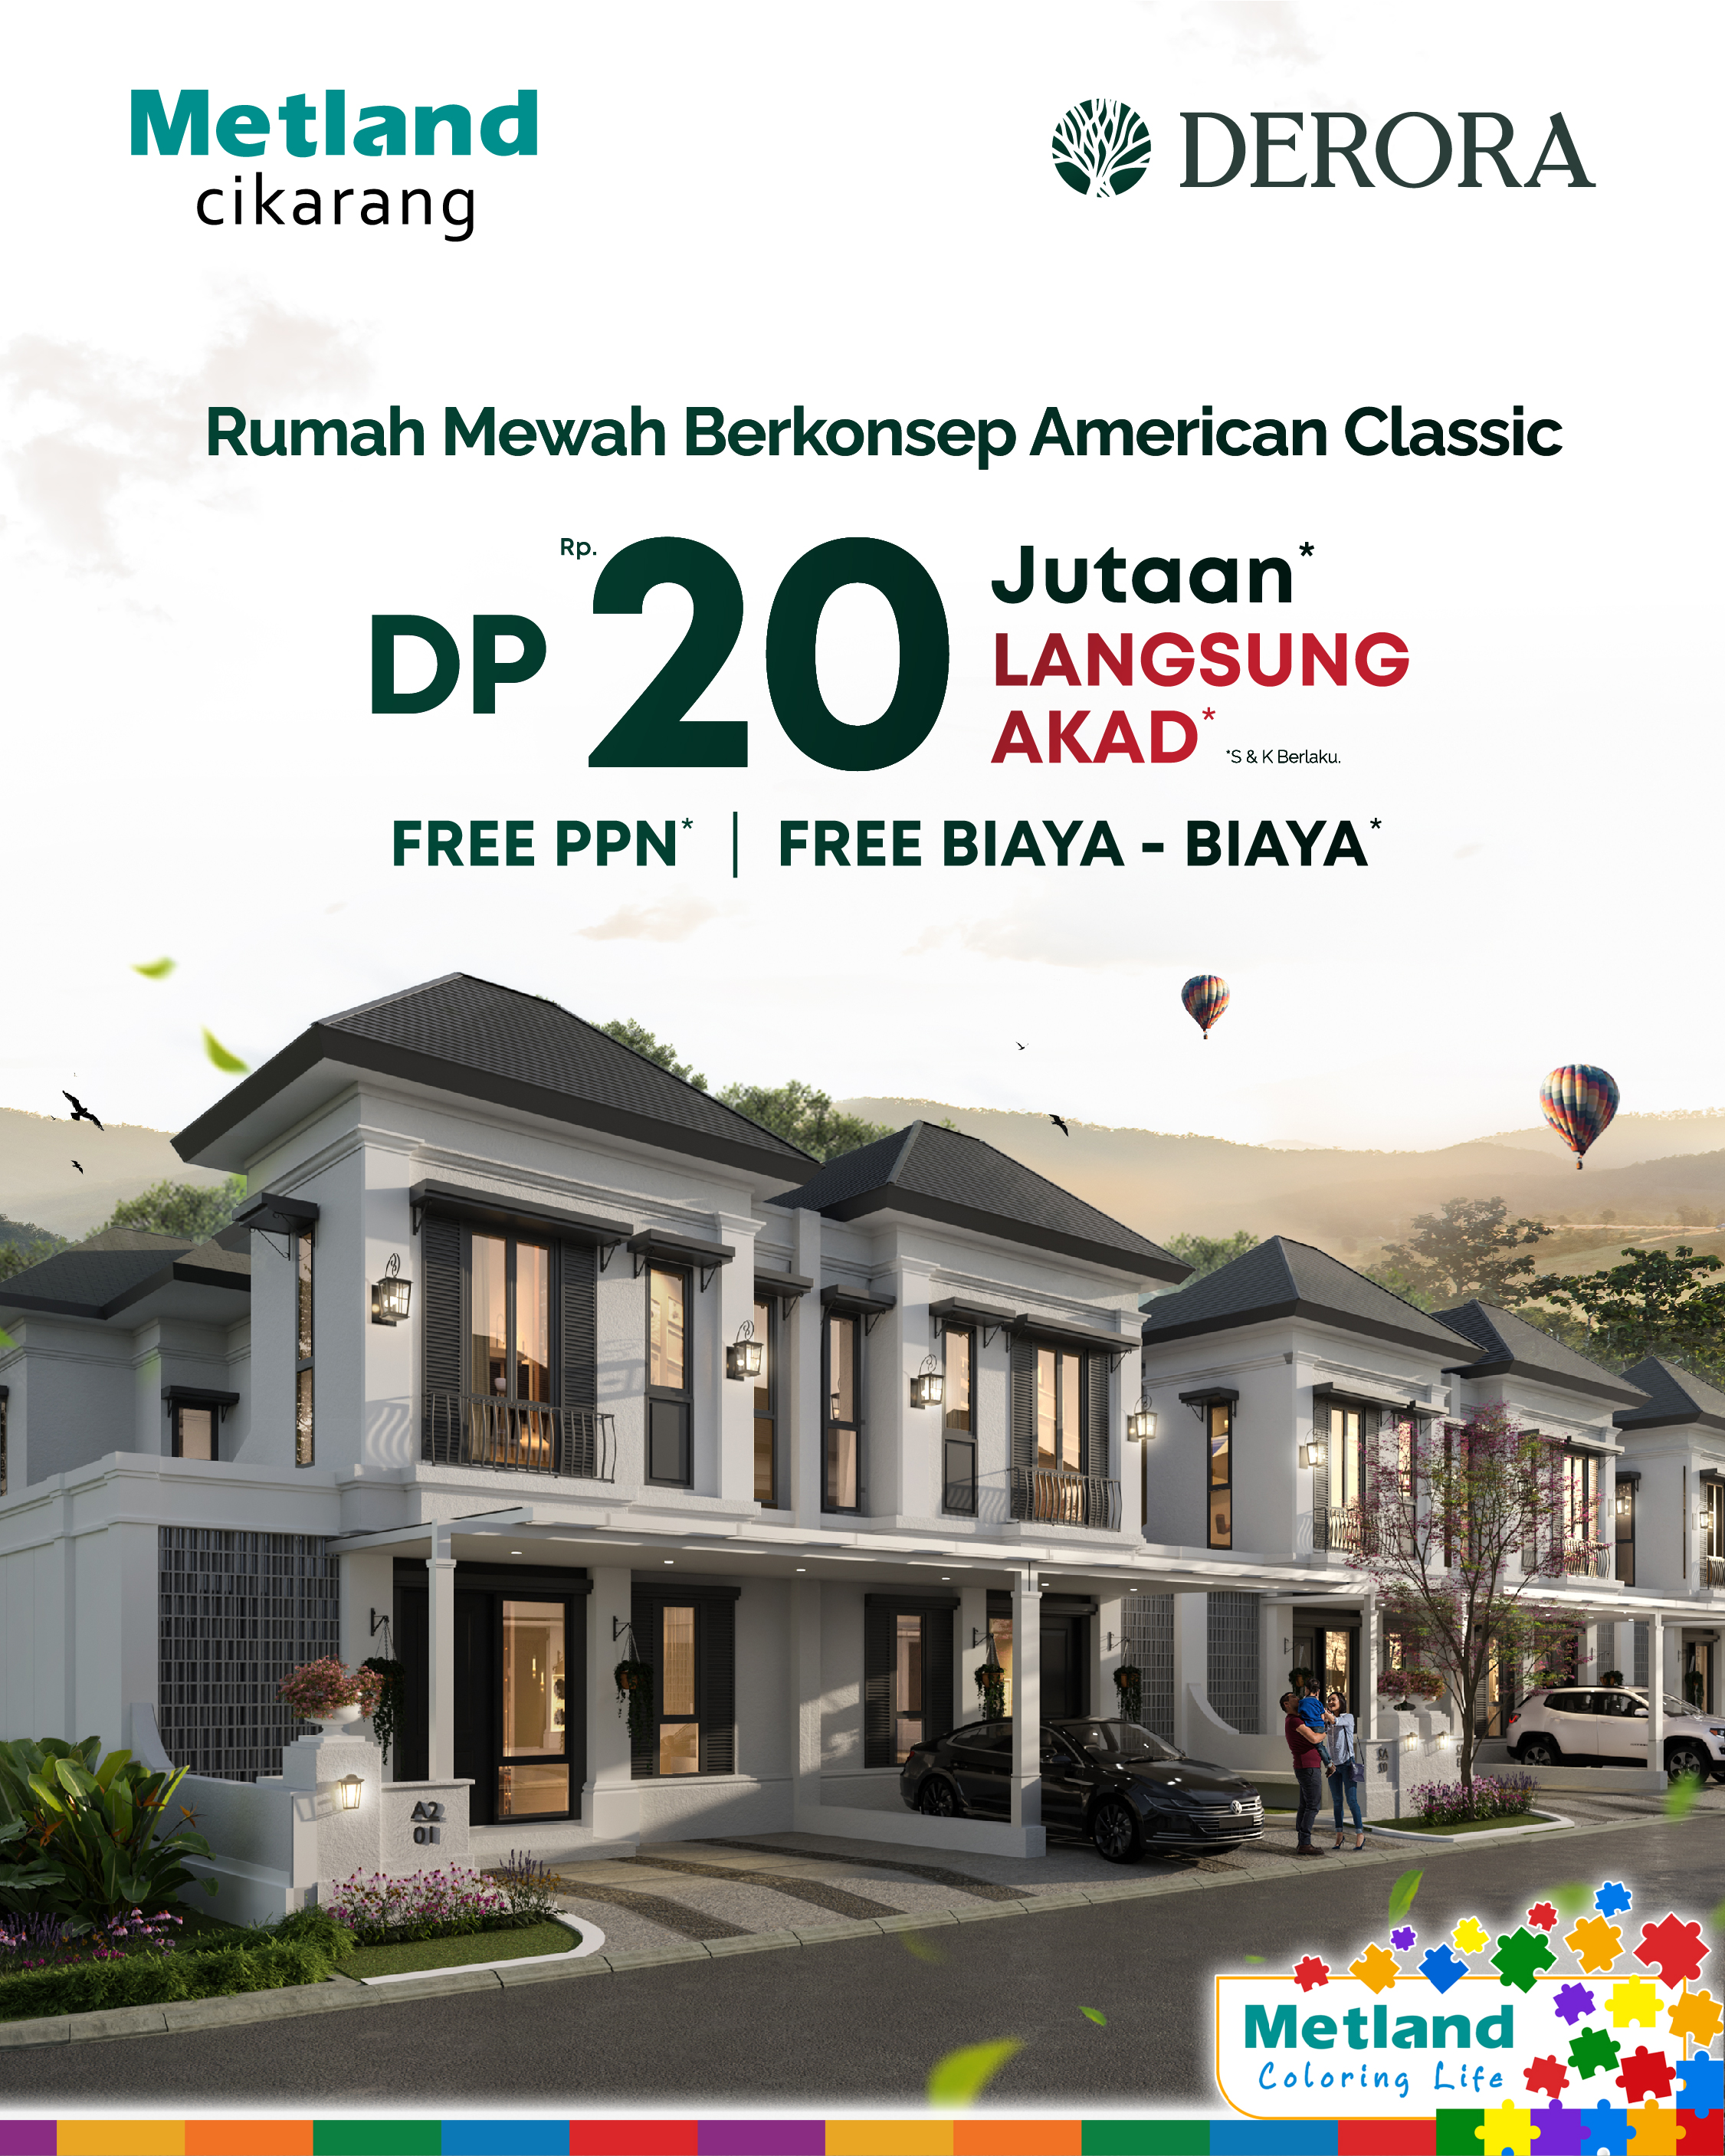 Metland
cikarang
DERORA
Rumah Mewah Berkonsep American Classic
DP Rp. 20 Jutaan*
LANGSUNG
AKAD*
*S & K Berlaku.
FREE PPN* | FREE BIAYA - BIAYA*
A2
01
Metland
Coloring Life